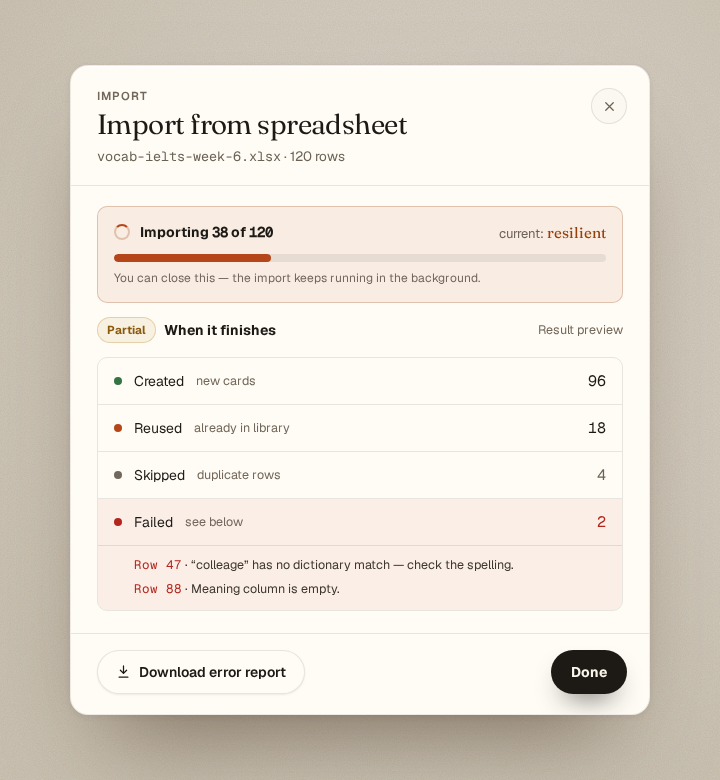 IMPORT
Import from spreadsheet
vocab-ielts-week-6.xlsx · 120 rows
Importing 38 of 120
current: resilient
You can close this — the import keeps running in the background.
Partial When it finishes
Result preview
Created new cards 96
Reused already in library 18
Skipped duplicate rows 4
Failed see below 2
Row 47 · “colleage” has no dictionary match — check the spelling.
Row 88 · Meaning column is empty.
Download error report
Done